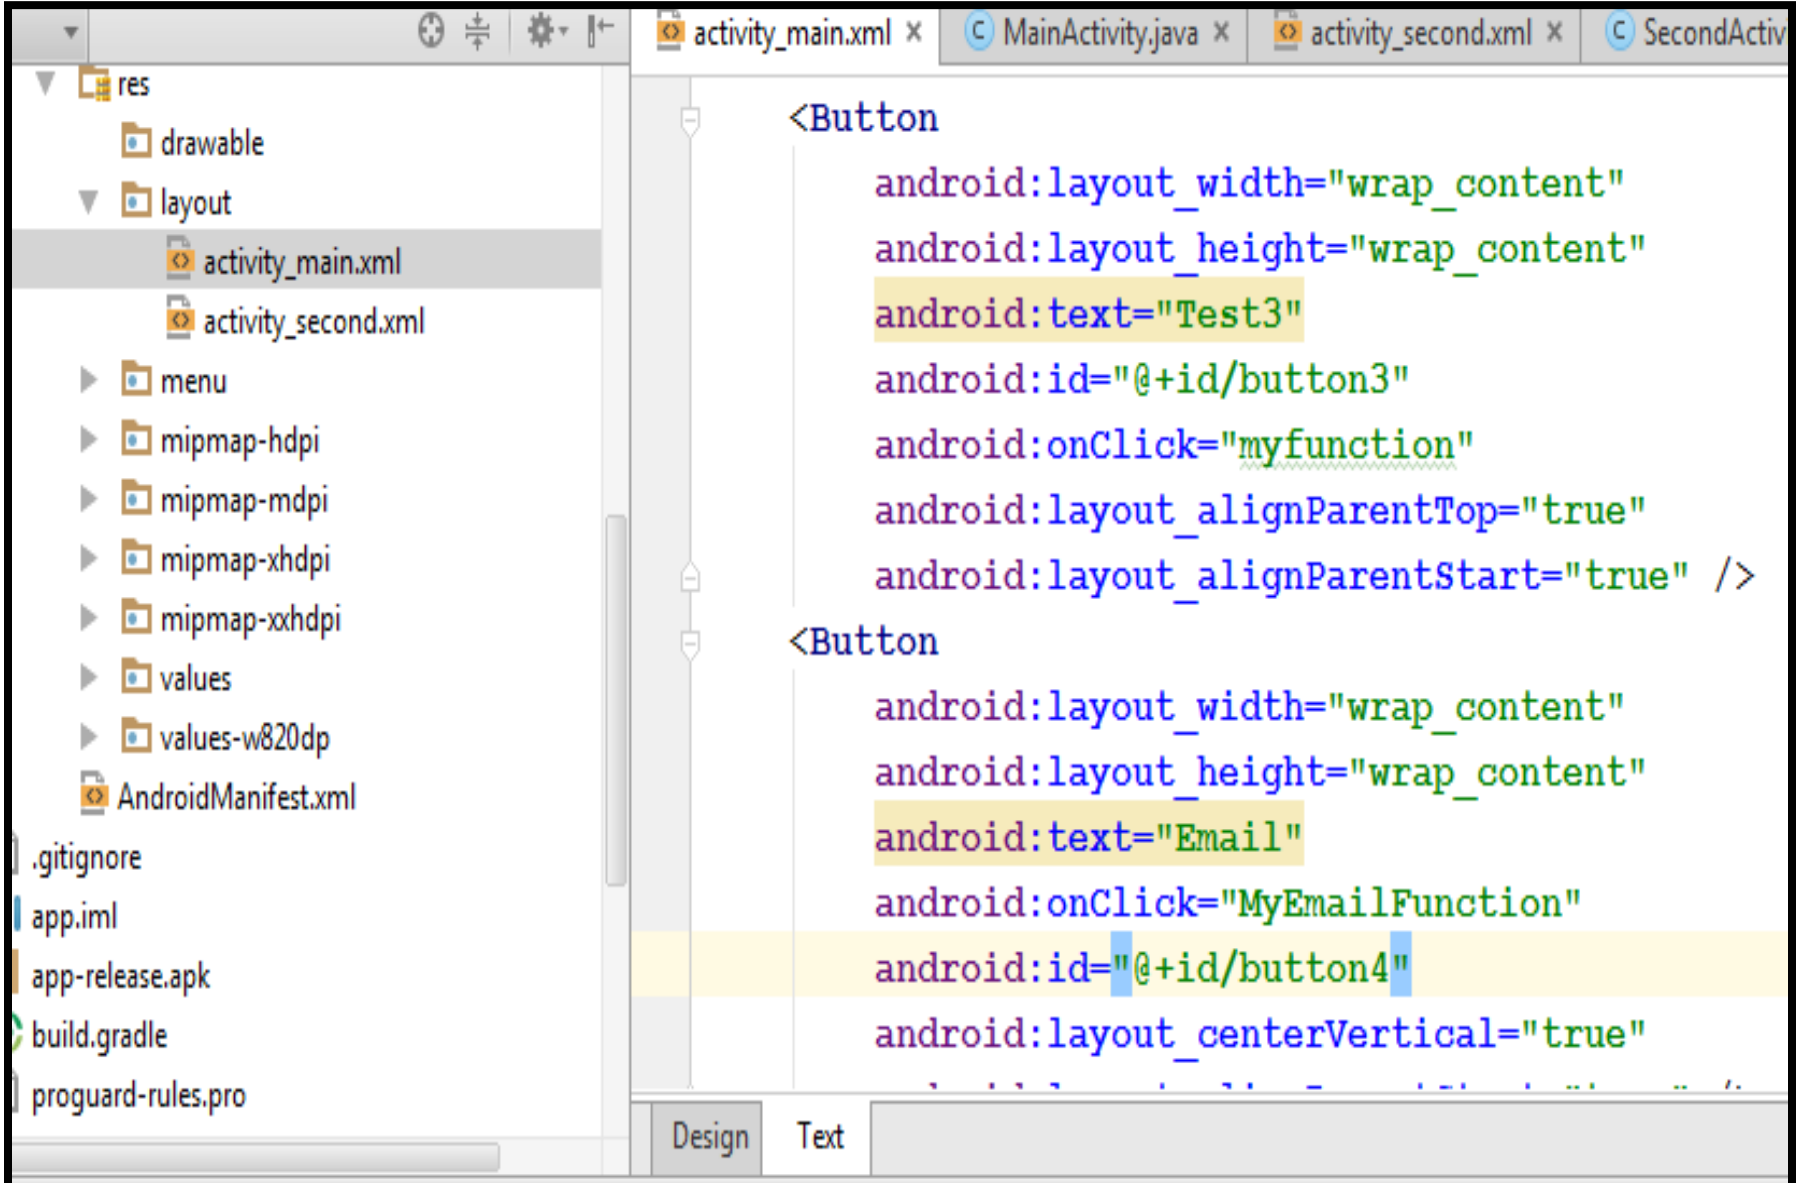 res
drawable
layout
activity_main.xml
activity_second.xml
menu
mipmap-hdpi
mipmap-mdpi
mipmap-xhdpi
mipmap-xxhdpi
values
values-w820dp
AndroidManifest.xml
.gitignore
app.iml
app-release.apk
build.gradle
proguard-rules.pro
activity_main.xml MainActivity.java activity_second.xml SecondActiv
<Button
android:layout_width="wrap_content"
android:layout_height="wrap_content"
android:text="Test3"
android:id="@+id/button3"
android:onClick="myfunction"
android:layout_alignParentTop="true"
android:layout_alignParentStart="true" />
<Button
android:layout_width="wrap_content"
android:layout_height="wrap_content"
android:text="Email"
android:onClick="MyEmailFunction"
android:id="@+id/button4"
android:layout_centerVertical="true"
Design Text